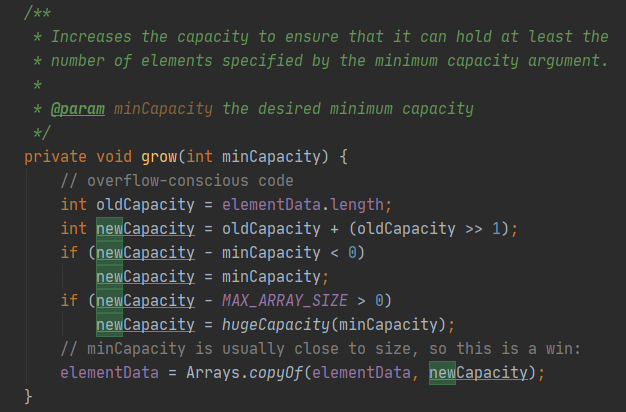 /**
 * Increases the capacity to ensure that it can hold at least the
 * number of elements specified by the minimum capacity argument.
 *
 * @param minCapacity the desired minimum capacity
 */
private void grow(int minCapacity) {
    // overflow-conscious code
    int oldCapacity = elementData.length;
    int newCapacity = oldCapacity + (oldCapacity >> 1);
    if (newCapacity - minCapacity < 0)
        newCapacity = minCapacity;
    if (newCapacity - MAX_ARRAY_SIZE > 0)
        newCapacity = hugeCapacity(minCapacity);
    // minCapacity is usually close to size, so this is a win:
    elementData = Arrays.copyOf(elementData, newCapacity);
}